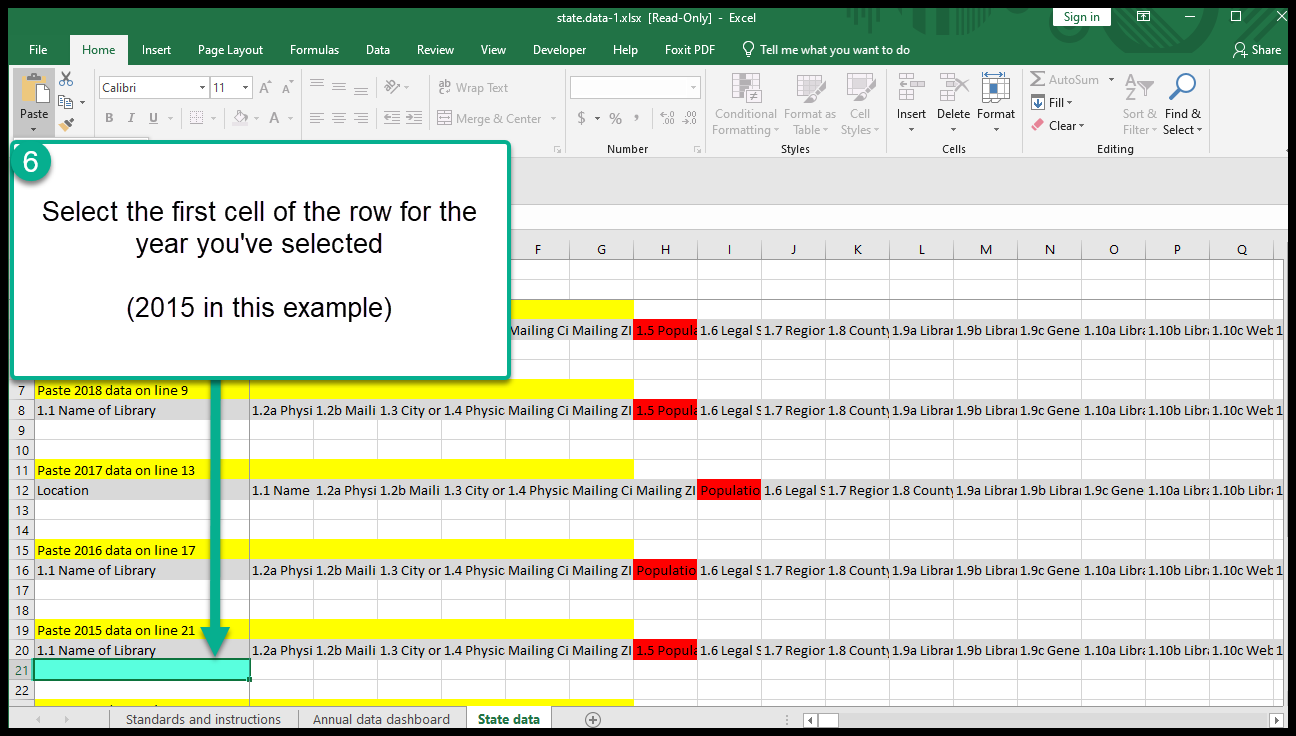 state.data-1.xlsx [Read-Only] - Excel
Sign in
File Home Insert Page Layout Formulas Data Review View Developer Help Foxit PDF Tell me what you want to do Share
Paste
Calibri 11
B I U A
ab Wrap Text
Merge & Center
$ % ,
Number
Conditional Formatting
Format as Table
Cell Styles
Styles
Insert Delete Format
Cells
AutoSum
Fill
Clear
Sort & Filter
Find & Select
Editing
6
Select the first cell of the row for the
year you've selected
(2015 in this example)
F G H I J K L M N O P Q
Mailing Ci Mailing ZI 1.5 Popula 1.6 Legal S 1.7 Region 1.8 County 1.9a Librar 1.9b Librar 1.9c Gene 1.10a Libra 1.10b Libra 1.10c Web 1
7 Paste 2018 data on line 9
8 1.1 Name of Library 1.2a Physi 1.2b Maili 1.3 City or 1.4 Physic Mailing Ci Mailing ZI 1.5 Popula 1.6 Legal S 1.7 Region 1.8 County 1.9a Librar 1.9b Librar 1.9c Gene 1.10a Libra 1.10b Libra 1.10c Web 1
9
10
11 Paste 2017 data on line 13
12 Location 1.1 Name 1.2a Physi 1.2b Maili 1.3 City or 1.4 Physic Mailing Ci Mailing ZI Populatio 1.6 Legal S 1.7 Region 1.8 County 1.9a Librar 1.9b Librar 1.9c Gene 1.10a Libra 1.10b Libra 1
13
14
15 Paste 2016 data on line 17
16 1.1 Name of Library 1.2a Physi 1.2b Maili 1.3 City or 1.4 Physic Mailing Ci Mailing ZI Populatio 1.6 Legal S 1.7 Region 1.8 County 1.9a Librar 1.9b Librar 1.9c Gene 1.10a Libra 1.10b Libra 1.10c Web 1
17
18
19 Paste 2015 data on line 21
20 1.1 Name of Library 1.2a Physi 1.2b Maili 1.3 City or 1.4 Physic Mailing Ci Mailing ZI 1.5 Popula 1.6 Legal S 1.7 Region 1.8 County 1.9a Librar 1.9b Librar 1.9c Gene 1.10a Libra 1.10b Libra 1.10c Web 1
21
22
Standards and instructions Annual data dashboard State data